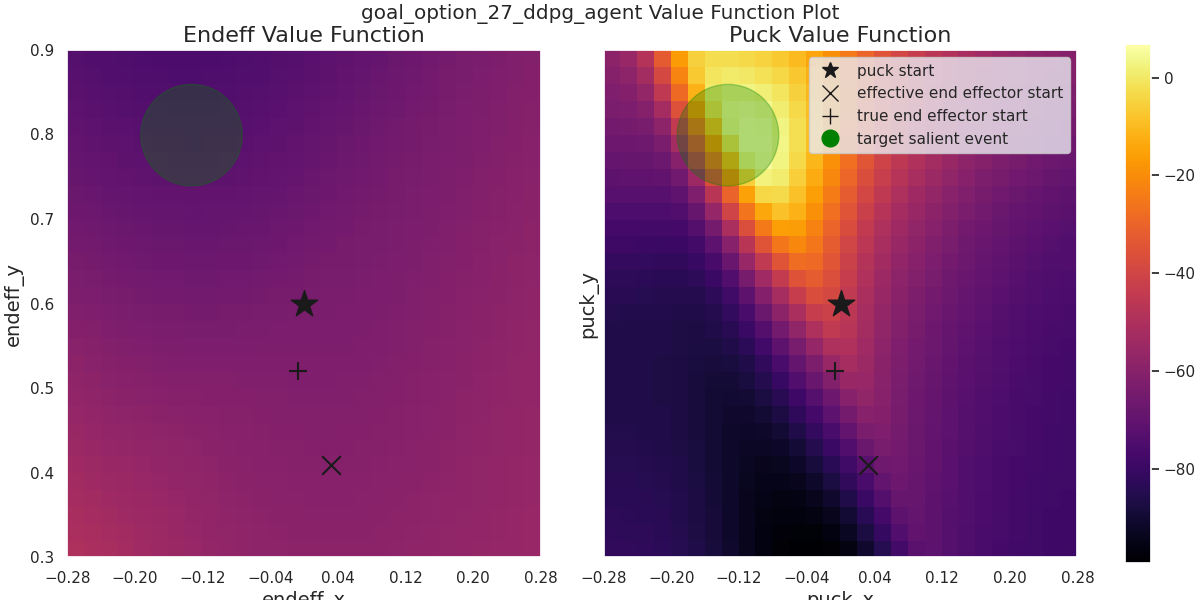 goal_option_27_ddpg_agent Value Function Plot
Endeff Value Function
Puck Value Function
0.9
0.8
0.7
0.6
0.5
0.4
0.3
endeff_y
−0.28 −0.20 −0.12 −0.04 0.04 0.12 0.20 0.28
endeff_x
puck start
effective end effector start
true end effector start
target salient event
puck_y
−0.28 −0.20 −0.12 −0.04 0.04 0.12 0.20 0.28
puck_x
0
−20
−40
−60
−80